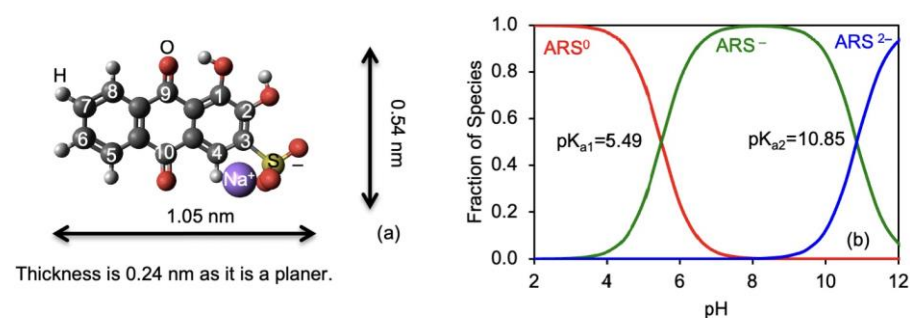 O
H
8
9
1
7
2
6
3
5
10
4
S
–
Na⁺
0.54 nm
1.05 nm
(a)
Thickness is 0.24 nm as it is a planer.
Fraction of Species
1.0
0.8
0.6
0.4
0.2
0.0
ARS⁰
ARS⁻
ARS²⁻
pKₐ₁=5.49
pKₐ₂=10.85
(b)
2 4 6 8 10 12
pH